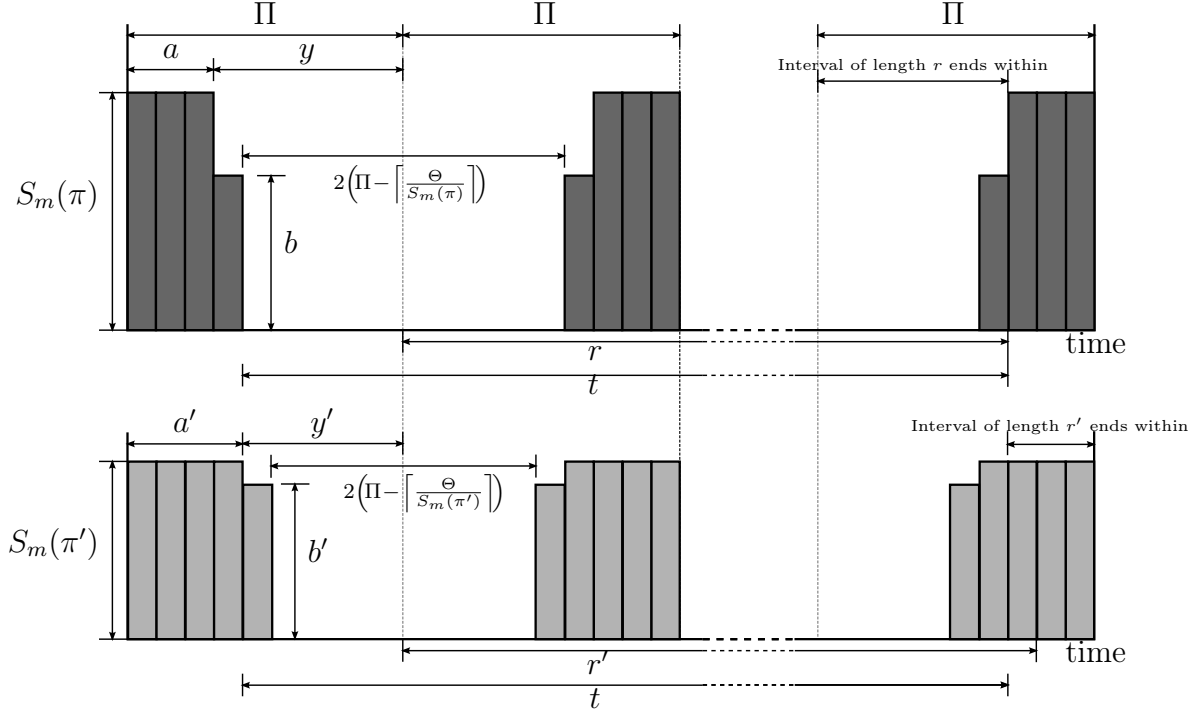 Π Π Π
a y Interval of length r ends within
S_m(π) 2(Π−⌈Θ/S_m(π)⌉)
b
r time
t
a′ y′ Interval of length r′ ends within
2(Π−⌈Θ/S_m(π′)⌉)
S_m(π′) b′
r′ time
t